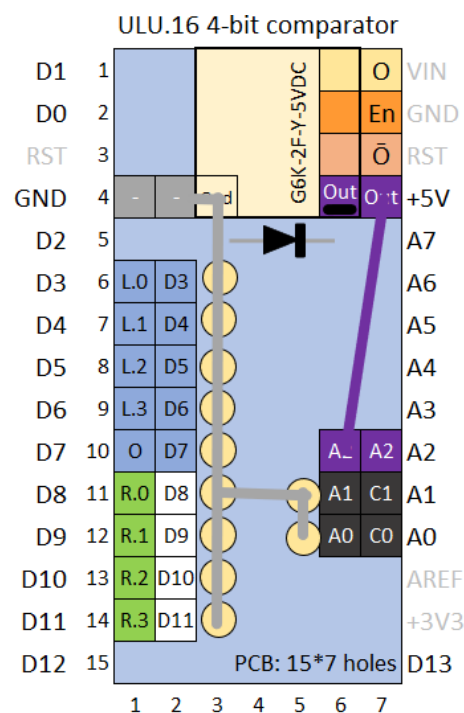 ULU.16 4-bit comparator
D1 1 O VIN
D0 2 En GND
RST 3 Ō RST
G6K-2F-Y-5VDC
GND 4 - - Out +5V
D2 5 A7
D3 6 L.0 D3 A6
D4 7 L.1 D4 A5
D5 8 L.2 D5 A4
D6 9 L.3 D6 A3
D7 10 O D7 A2 A2
D8 11 R.0 D8 A1 C1 A1
D9 12 R.1 D9 A0 C0 A0
D10 13 R.2 D10 AREF
D11 14 R.3 D11 +3V3
D12 15 PCB: 15*7 holes D13
1 2 3 4 5 6 7